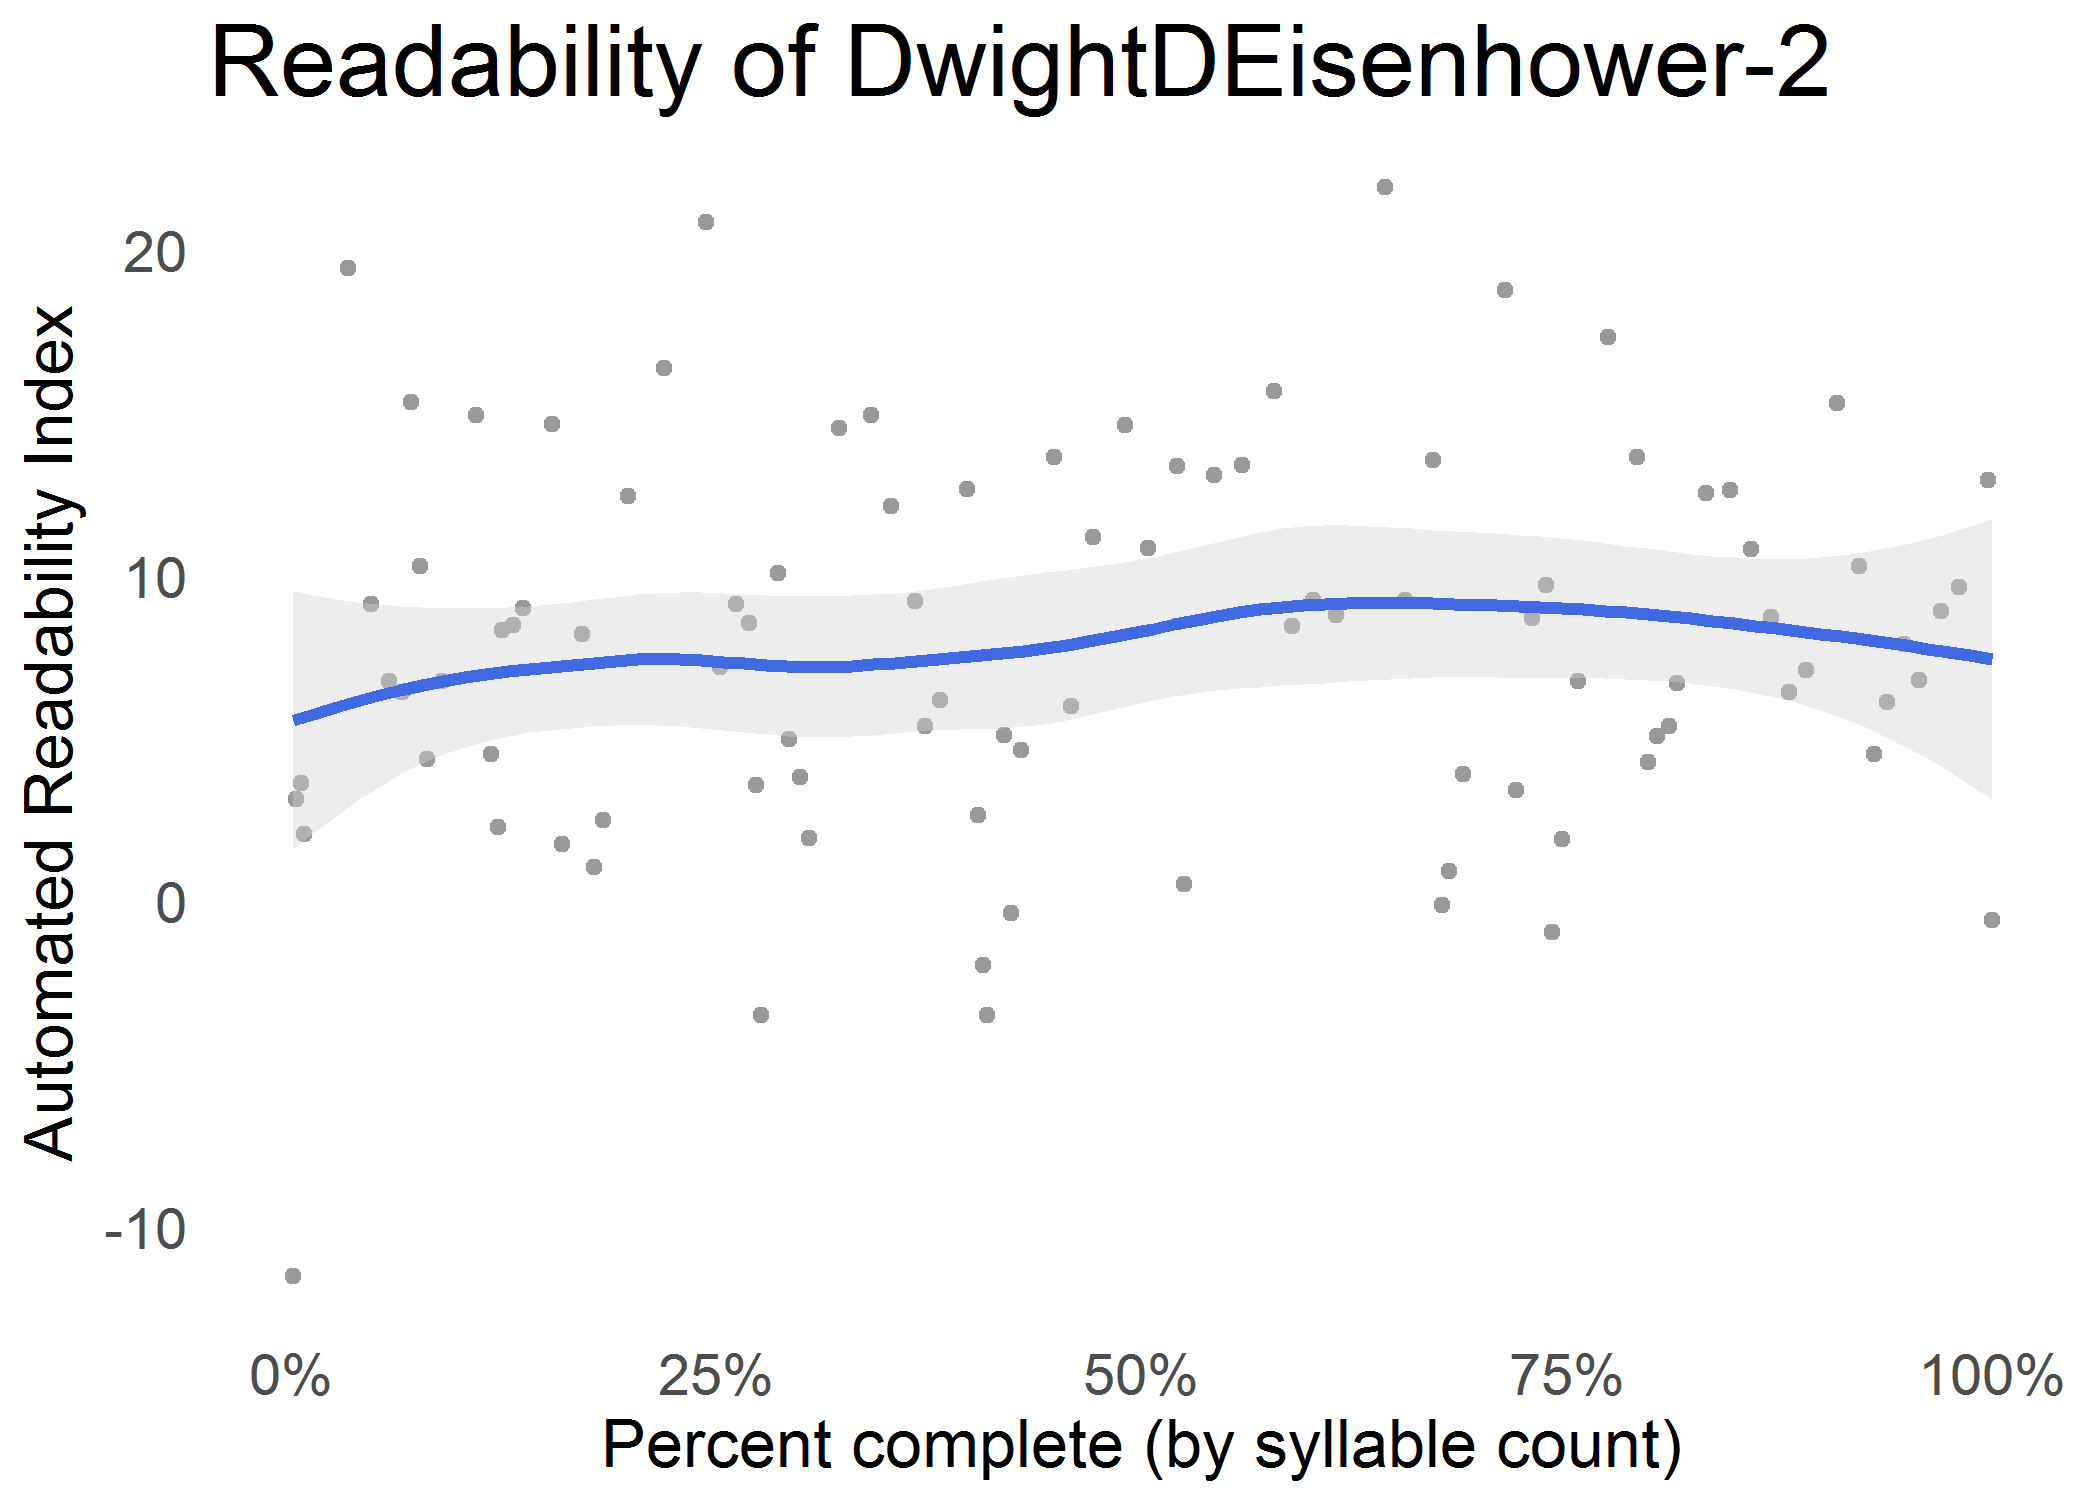 Readability of DwightDEisenhower-2
Automated Readability Index
20
10
0
-10
0% 25% 50% 75% 100%
Percent complete (by syllable count)